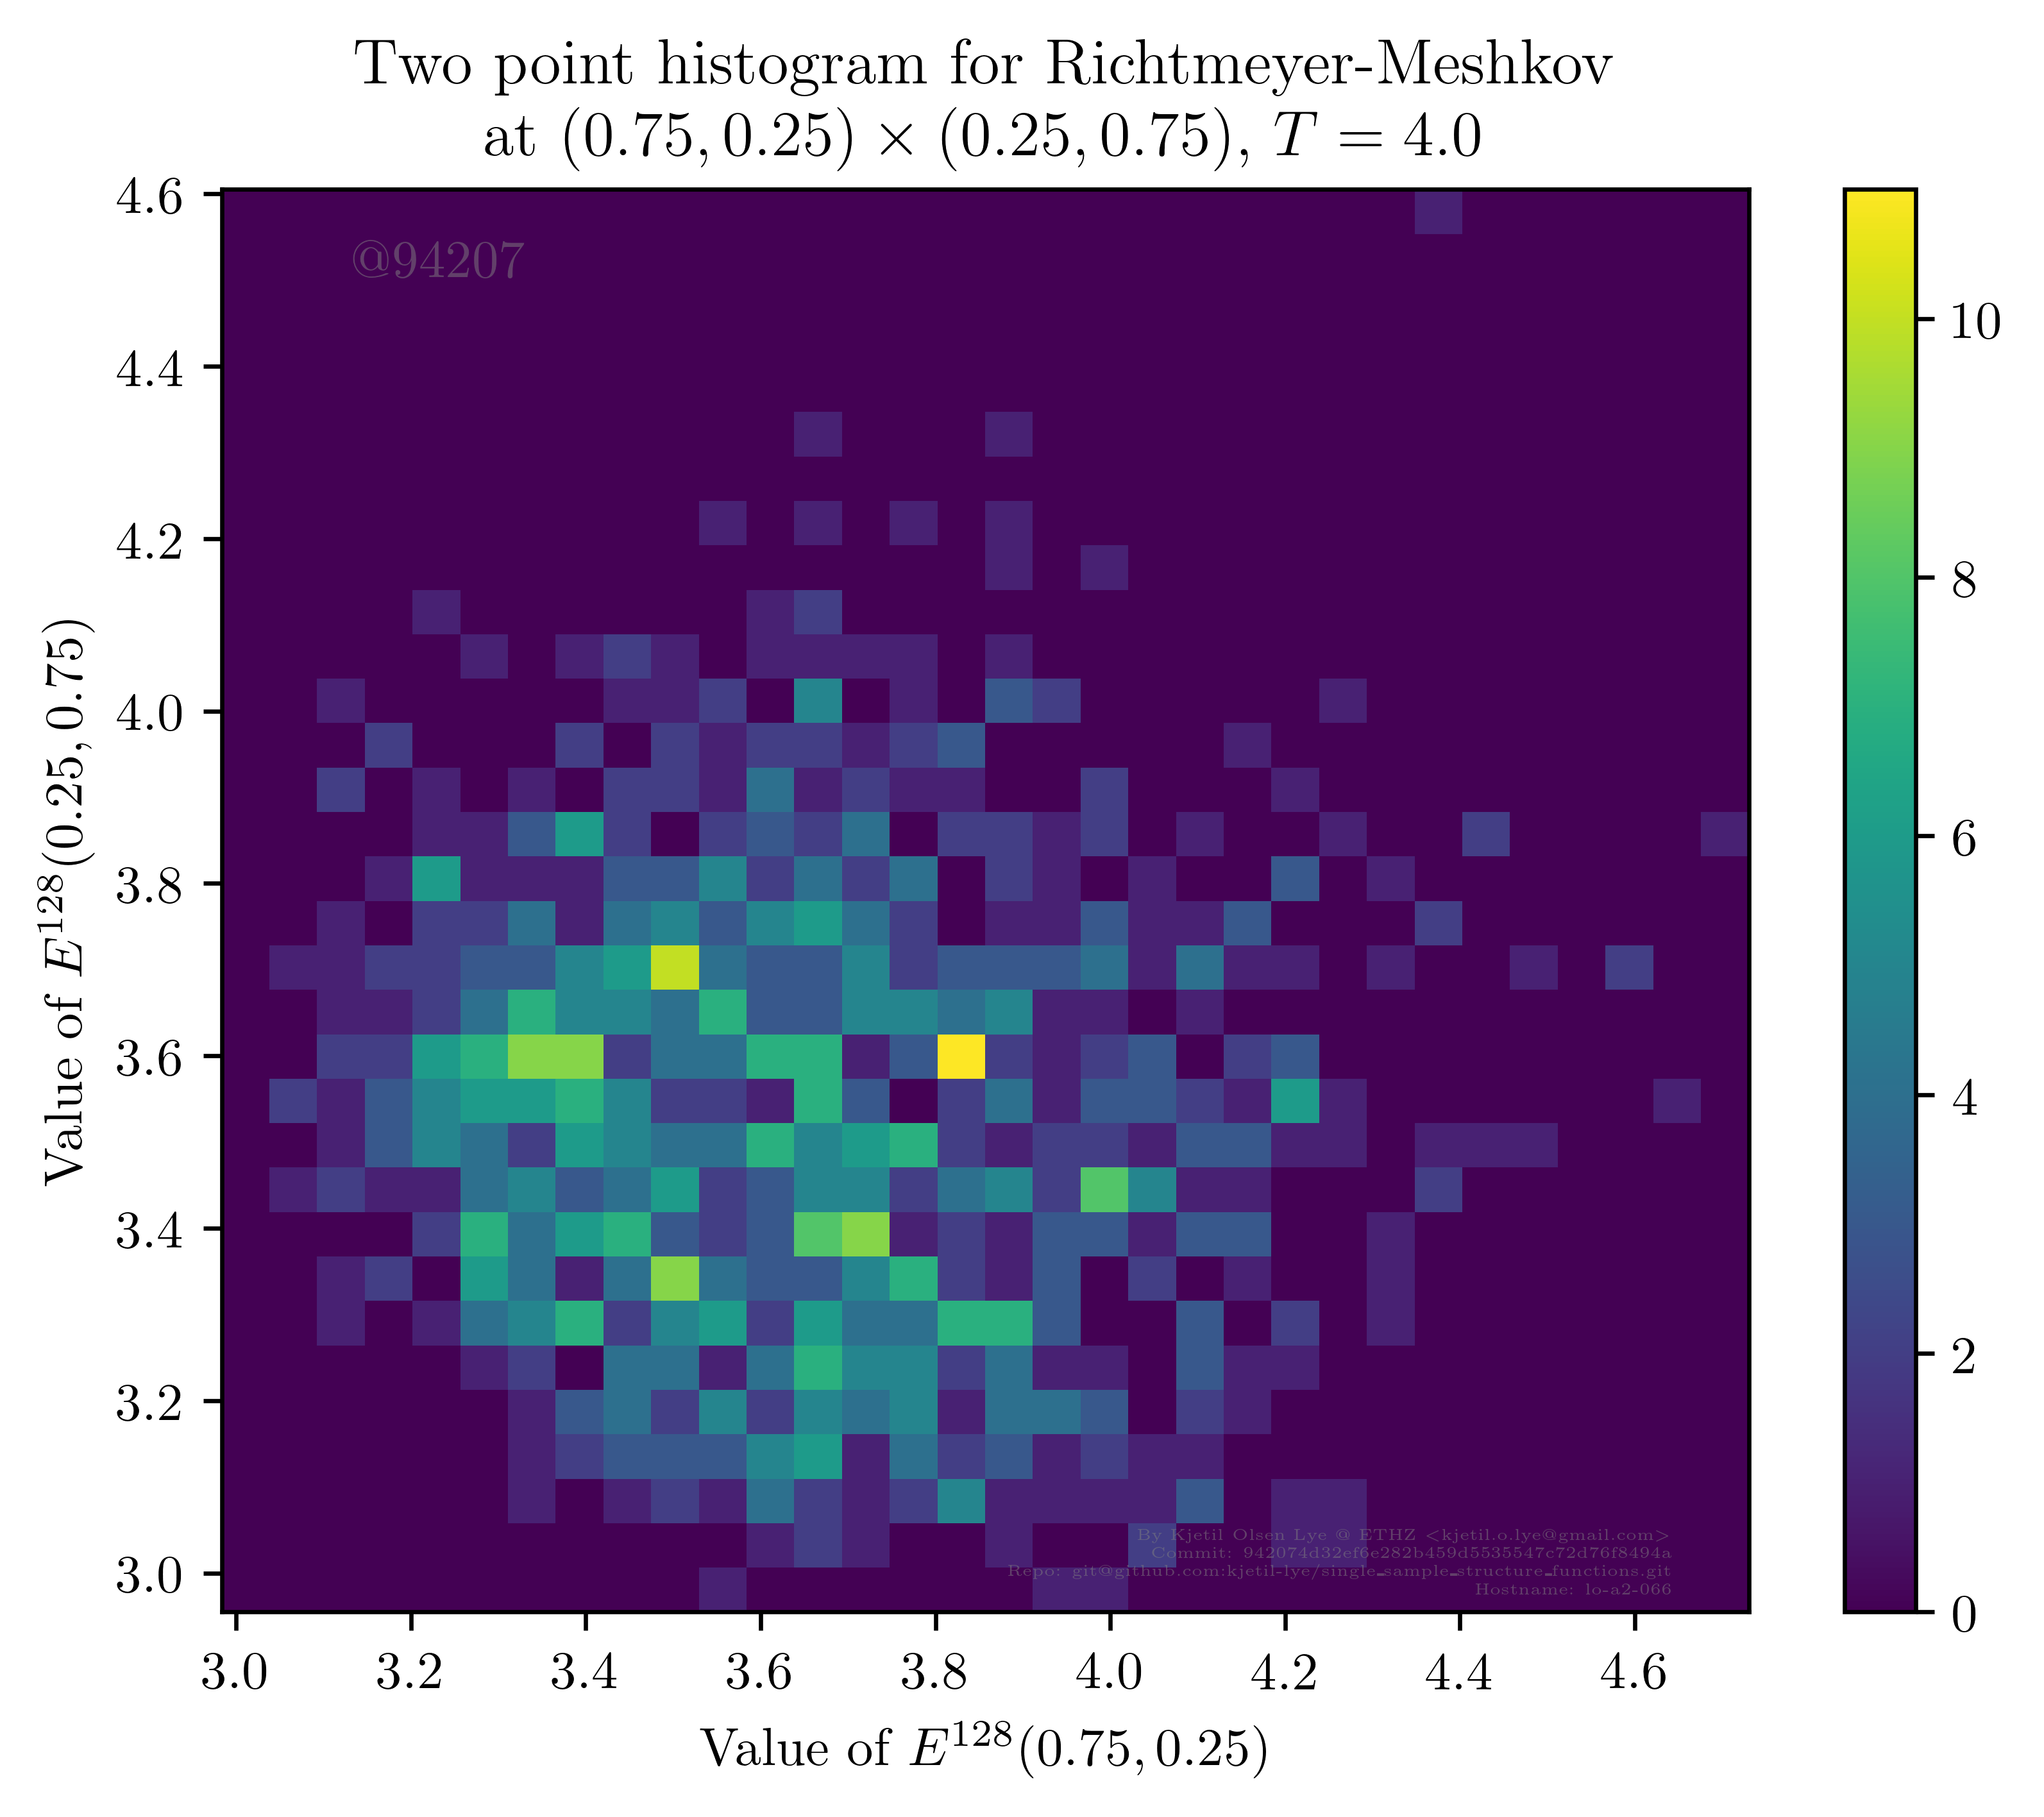 Two point histogram for Richtmeyer-Meshkov
at (0.75, 0.25) × (0.25, 0.75), T = 4.0
@94207
4.6
4.4
4.2
4.0
3.8
3.6
3.4
3.2
3.0
Value of E¹²⁸(0.25, 0.75)
By Kjetil Olsen Lye @ ETHZ <kjetil.o.lye@gmail.com>
Commit: 942074d32ef6e282b459d5535547c72d76f8494a
Repo: git@github.com:kjetil-lye/single_sample_structure_functions.git
Hostname: lo-a2-066
3.0 3.2 3.4 3.6 3.8 4.0 4.2 4.4 4.6
Value of E¹²⁸(0.75, 0.25)
10
8
6
4
2
0